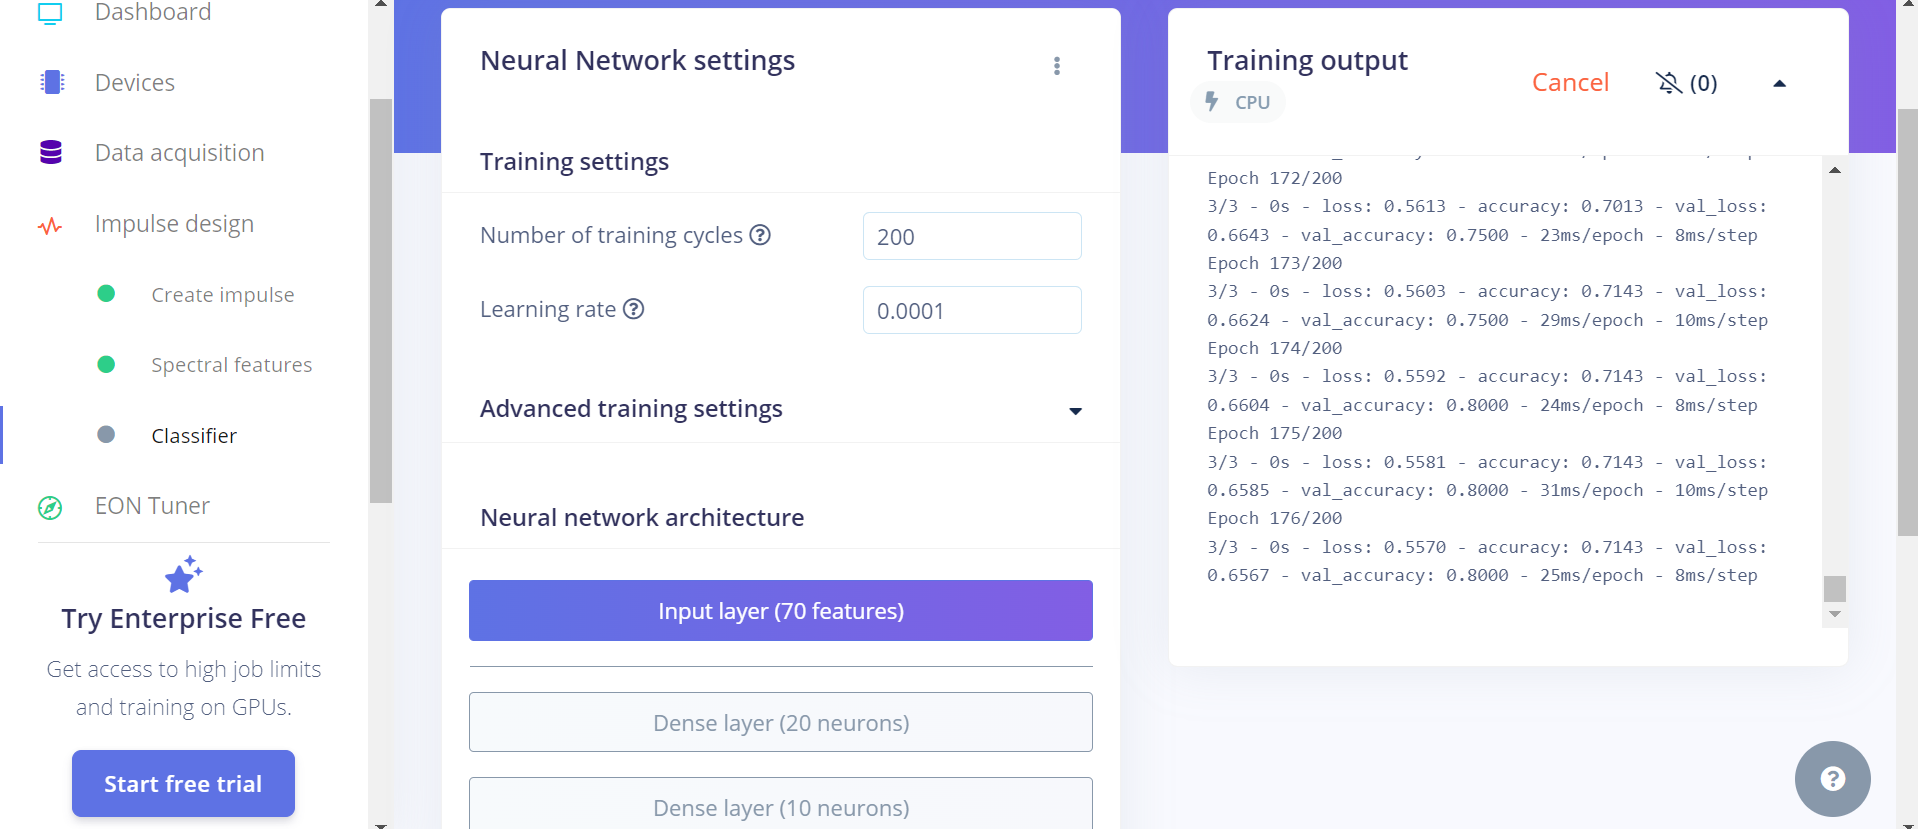 Dashboard
Devices
Data acquisition
Impulse design
Create impulse
Spectral features
Classifier
EON Tuner
Try Enterprise Free
Get access to high job limits
and training on GPUs.
Start free trial
Neural Network settings
Training settings
Number of training cycles
200
Learning rate
0.0001
Advanced training settings
Neural network architecture
Input layer (70 features)
Dense layer (20 neurons)
Dense layer (10 neurons)
Training output
CPU
Cancel
(0)
Epoch 172/200
3/3 - 0s - loss: 0.5613 - accuracy: 0.7013 - val_loss:
0.6643 - val_accuracy: 0.7500 - 23ms/epoch - 8ms/step
Epoch 173/200
3/3 - 0s - loss: 0.5603 - accuracy: 0.7143 - val_loss:
0.6624 - val_accuracy: 0.7500 - 29ms/epoch - 10ms/step
Epoch 174/200
3/3 - 0s - loss: 0.5592 - accuracy: 0.7143 - val_loss:
0.6604 - val_accuracy: 0.8000 - 24ms/epoch - 8ms/step
Epoch 175/200
3/3 - 0s - loss: 0.5581 - accuracy: 0.7143 - val_loss:
0.6585 - val_accuracy: 0.8000 - 31ms/epoch - 10ms/step
Epoch 176/200
3/3 - 0s - loss: 0.5570 - accuracy: 0.7143 - val_loss:
0.6567 - val_accuracy: 0.8000 - 25ms/epoch - 8ms/step